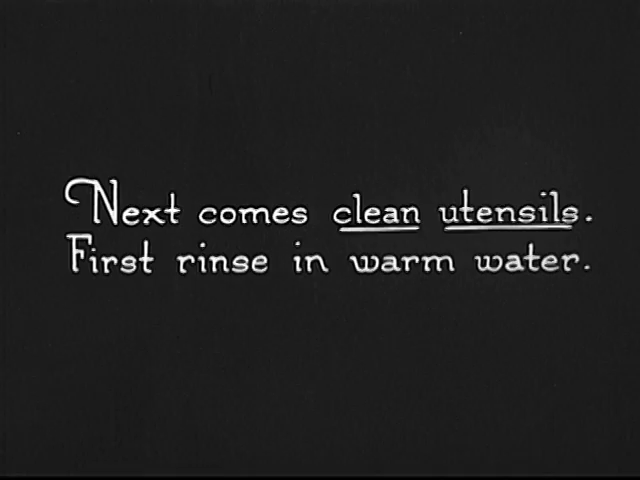 Next comes clean utensils.
First rinse in warm water.